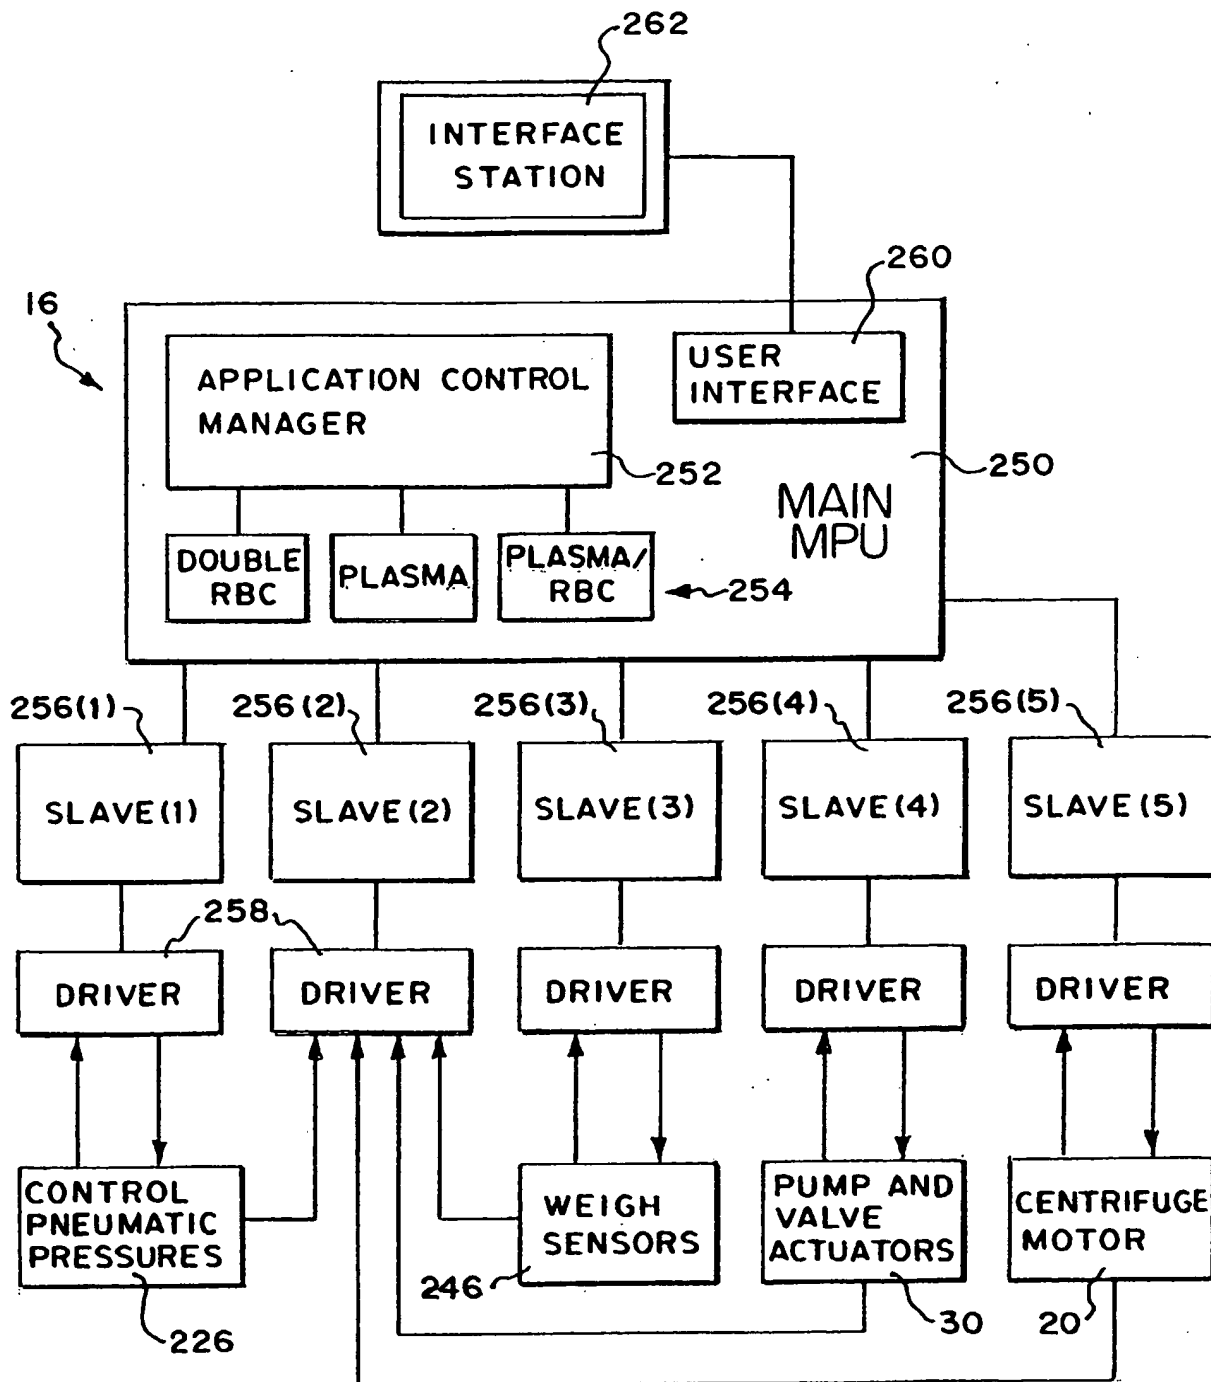 262
INTERFACE
STATION
260
16
USER
INTERFACE
APPLICATION CONTROL
MANAGER
252
250
MAIN
MPU
DOUBLE
RBC
PLASMA
PLASMA/
RBC
254
256(1)
256(2)
256(3)
256(4)
256(5)
SLAVE(1)
SLAVE(2)
SLAVE(3)
SLAVE(4)
SLAVE(5)
258
DRIVER
DRIVER
DRIVER
DRIVER
DRIVER
CONTROL
PNEUMATIC
PRESSURES
WEIGH
SENSORS
PUMP AND
VALVE
ACTUATORS
CENTRIFUGE
MOTOR
226
246
30
20